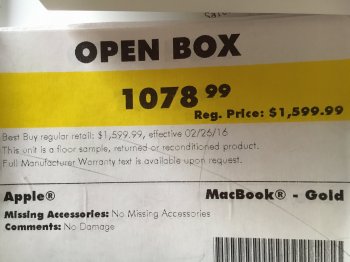 OPEN BOX
1078 99
Reg. Price: $1,599.99
Best Buy regular retail: $1,599.99, effective 02/26/16
This unit is a floor sample, returned or reconditioned product.
Full Manufacturer Warranty text is available upon request.
Apple® MacBook® - Gold
Missing Accessories: No Missing Accessories
Comments: No Damage